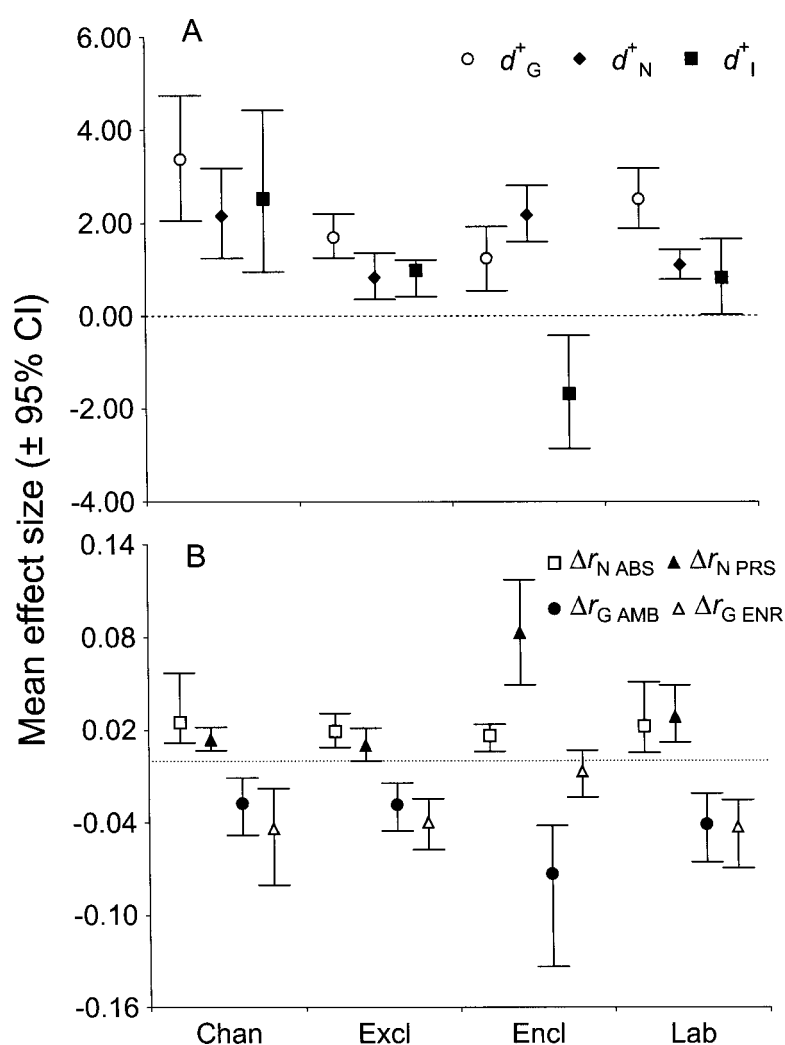 Mean effect size (± 95% CI)
A
d⁺G d⁺N d⁺I
6.00
4.00
2.00
0.00
-2.00
-4.00
B
ΔrN ABS ΔrN PRS
ΔrG AMB ΔrG ENR
0.14
0.08
0.02
-0.04
-0.10
-0.16
Chan Excl Encl Lab